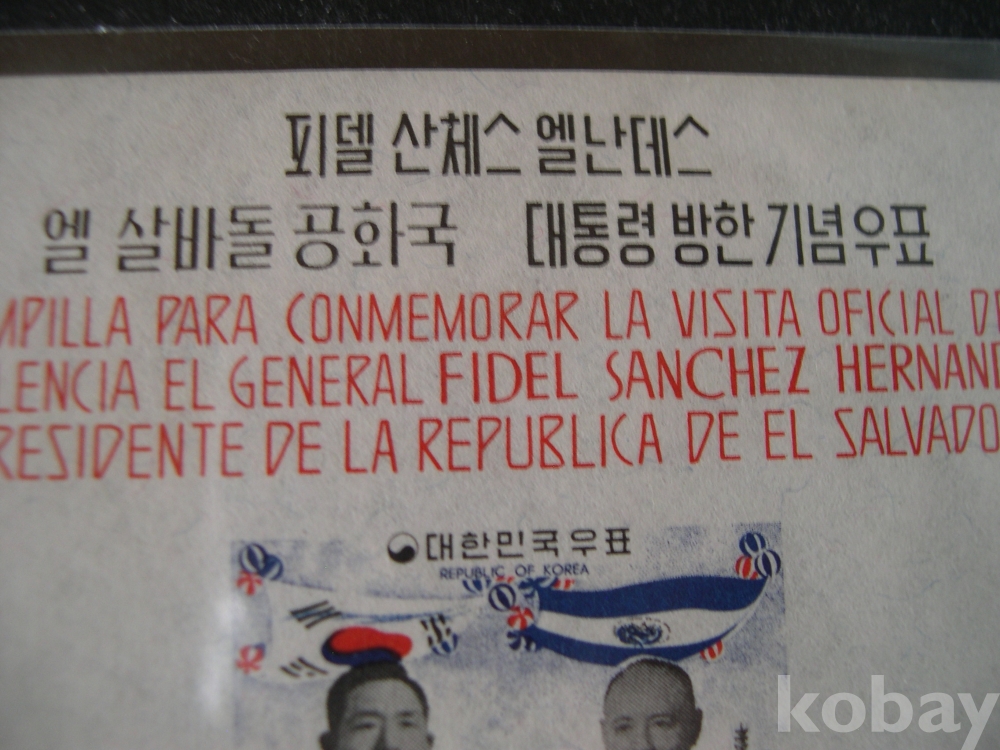 피델 산체스 엘난데스
엘 살바돌 공화국 대통령 방한 기념우표
MPILLA PARA CONMEMORAR LA VISITA OFICIAL DE
LENCIA EL GENERAL FIDEL SANCHEZ HERNAND
RESIDENTE DE LA REPUBLICA DE EL SALVADO
대한민국우표
REPUBLIC OF KOREA
kobay